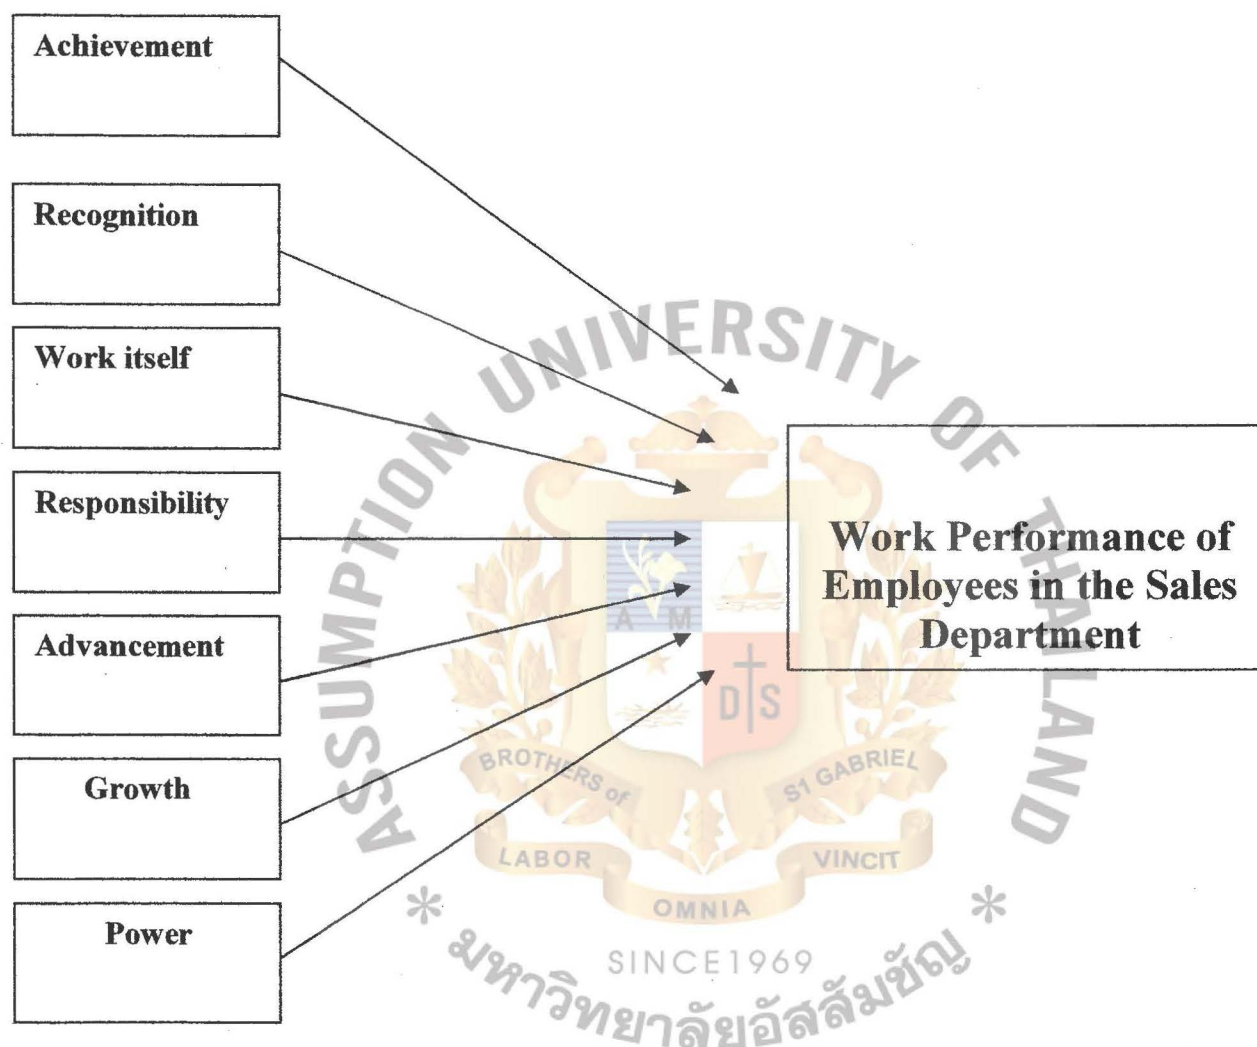 Achievement
Recognition
Work itself
Responsibility
Advancement
Growth
Power
Work Performance of
Employees in the Sales
Department
ASSUMPTION UNIVERSITY OF THAILAND
A M
D S
BROTHERS of
S1 GABRIEL
LABOR
OMNIA
VINCIT
SINCE1969
มหาวิทยาลัยอัสสัมชัญ